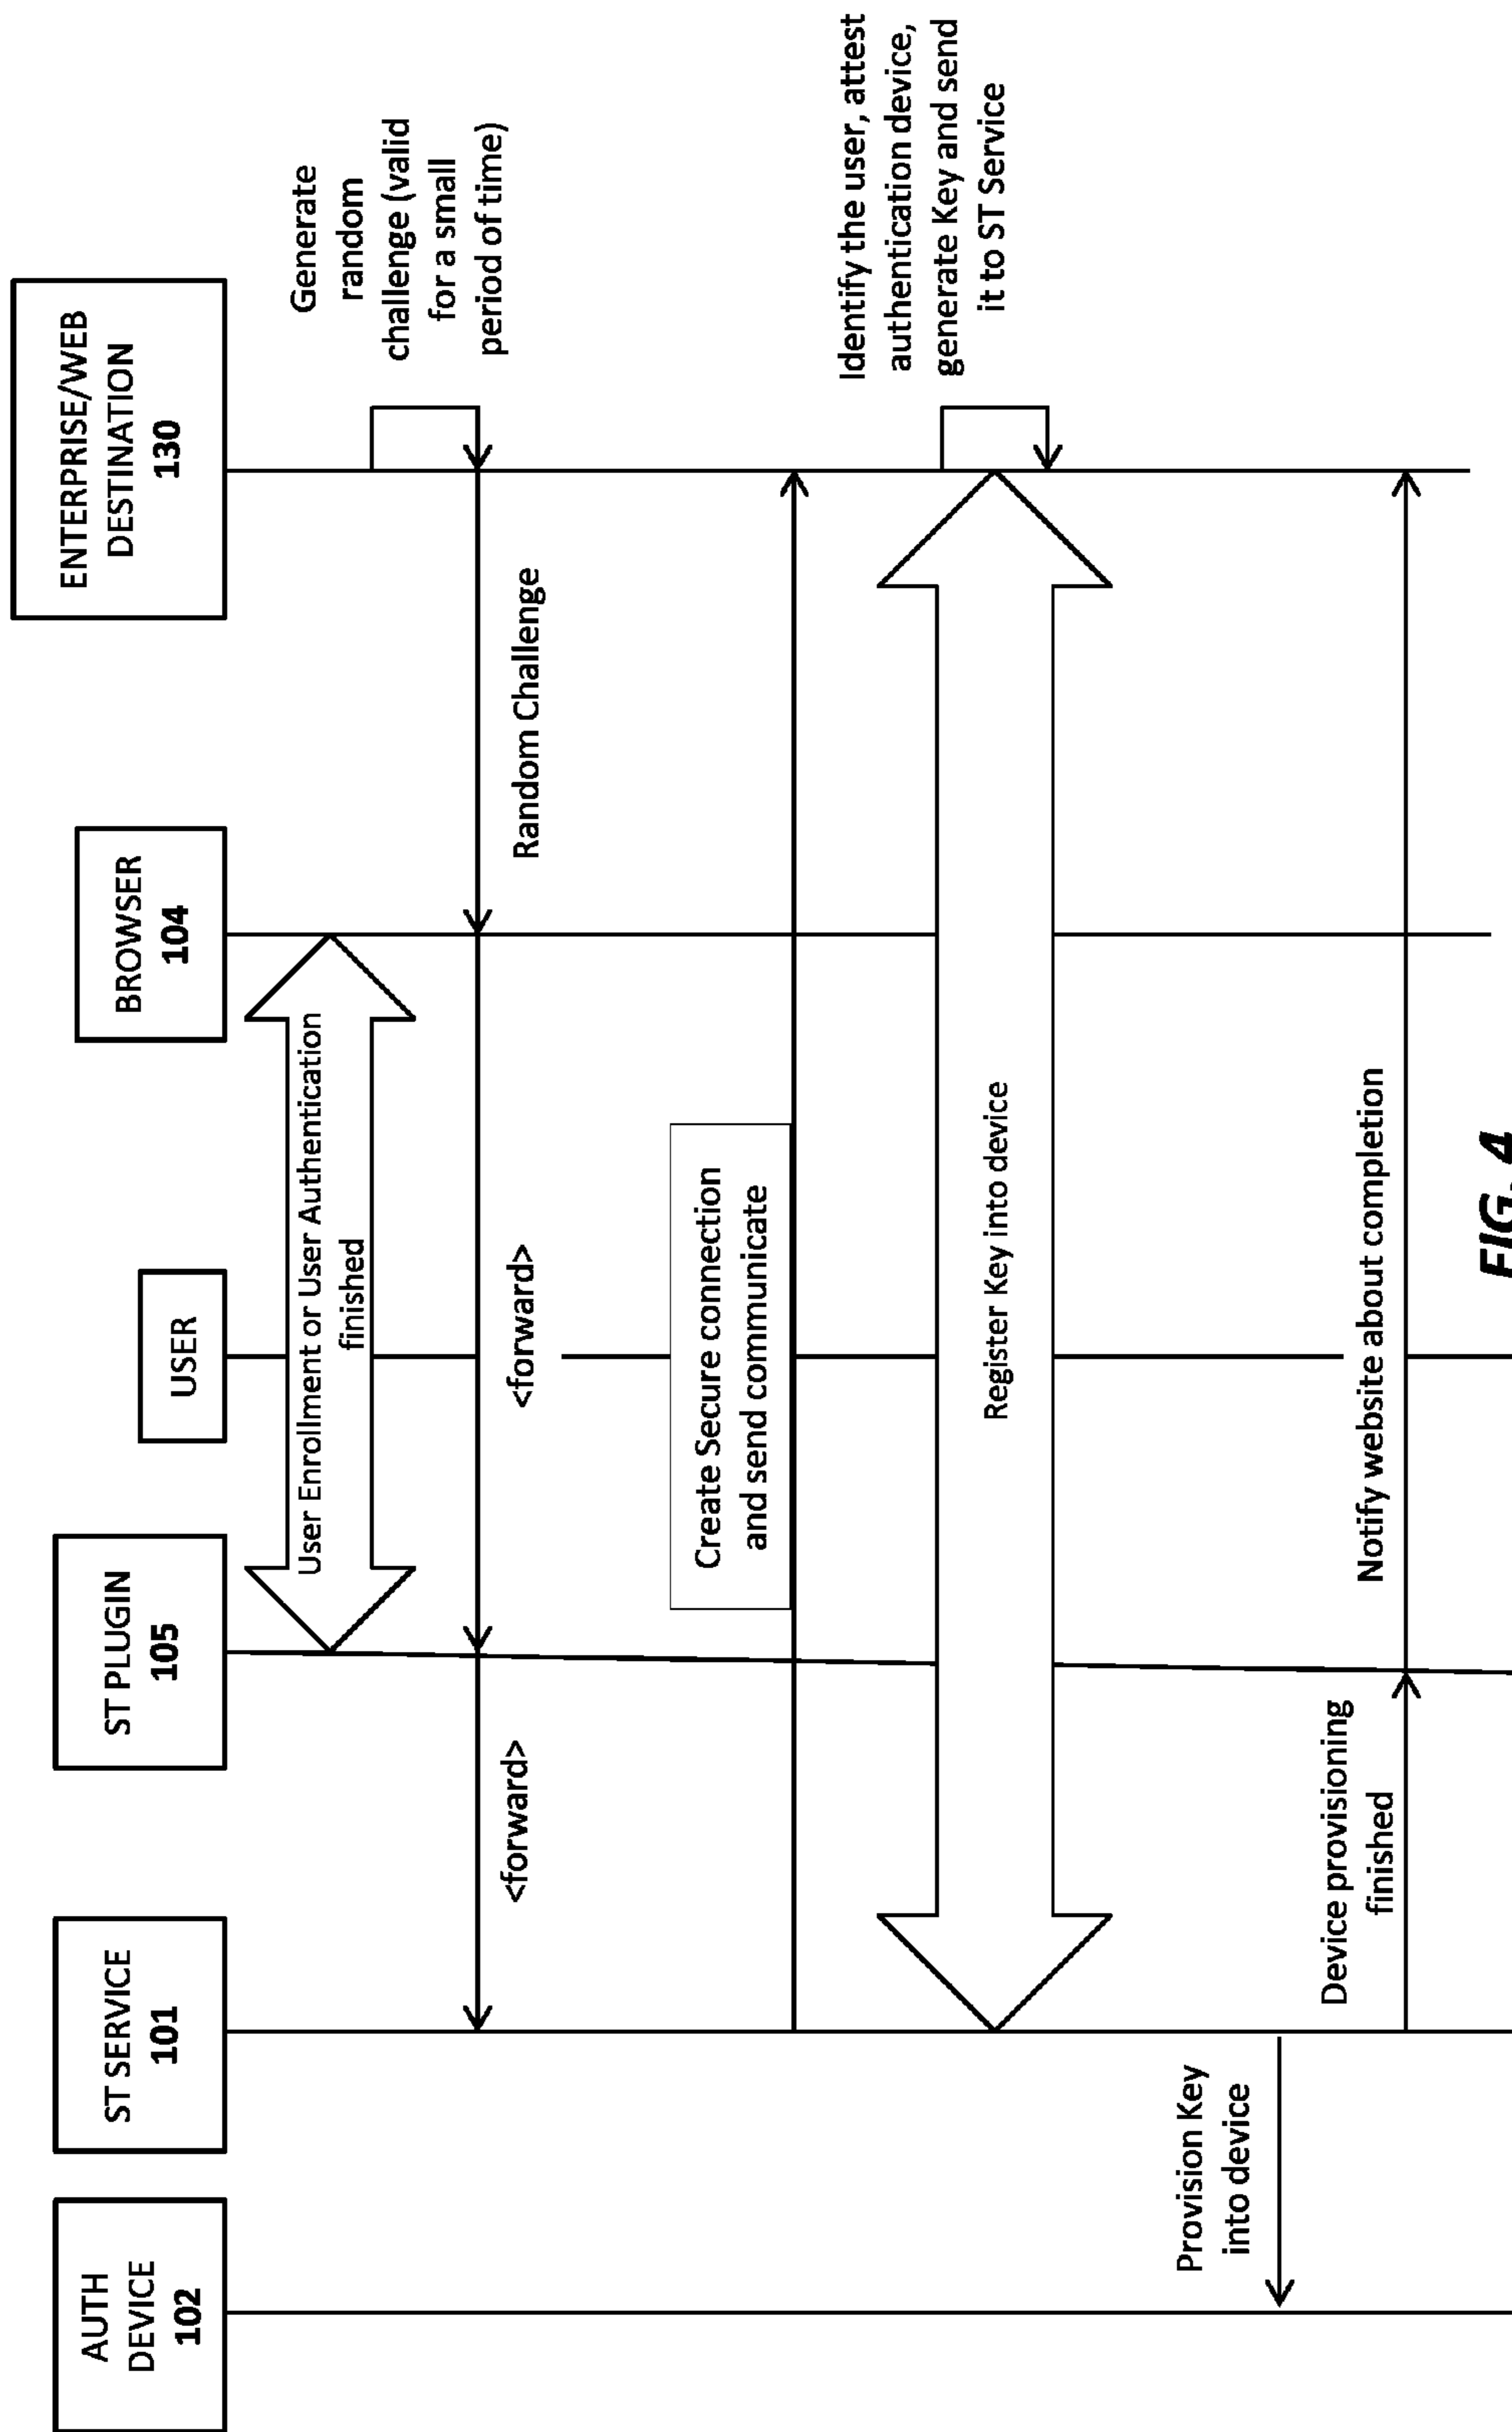 AUTH
DEVICE
102
ST SERVICE
101
ST PLUGIN
105
USER
BROWSER
104
ENTERPRISE/WEB
DESTINATION
130
User Enrollment or User Authentication
finished
Generate
random
challenge (valid
for a small
period of time)
<forward>
<forward>
Random Challenge
Create Secure connection
and send communicate
Identify the user, attest
authentication device,
generate Key and send
it to ST Service
Register Key into device
Provision Key
into device
Device provisioning
finished
Notify website about completion
FIG. 4